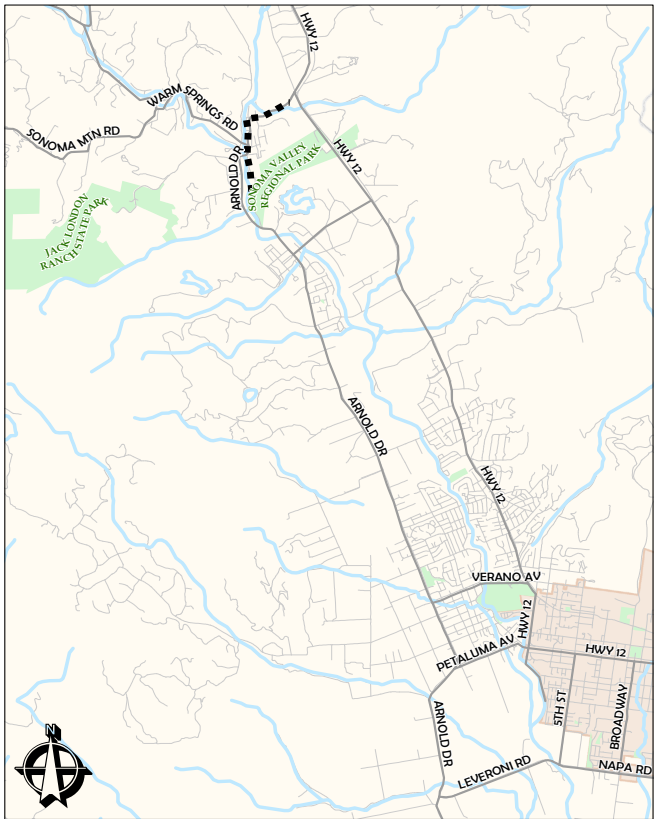 HWY 12
WARM SPRINGS RD
SONOMA MTN RD
ARNOLD DR
SONOMA VALLEY
REGIONAL PARK
HWY 12
JACK LONDON
RANCH STATE PARK
ARNOLD DR
HWY 12
VERANO AV
HWY 12
HWY 12
PETALUMA AV
5TH ST
BROADWAY
ARNOLD DR
LEVERONI RD
NAPA RD
N